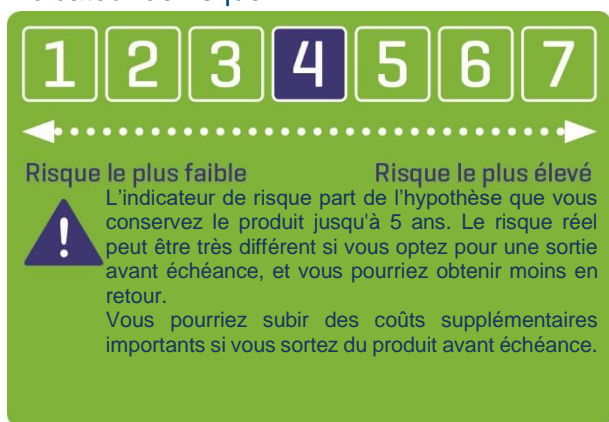 1 2 3 4 5 6 7
Risque le plus faible Risque le plus élevé
L'indicateur de risque part de l'hypothèse que vous
conservez le produit jusqu'à 5 ans. Le risque réel
peut être très différent si vous optez pour une sortie
avant échéance, et vous pourriez obtenir moins en
retour.
Vous pourriez subir des coûts supplémentaires
importants si vous sortez du produit avant échéance.